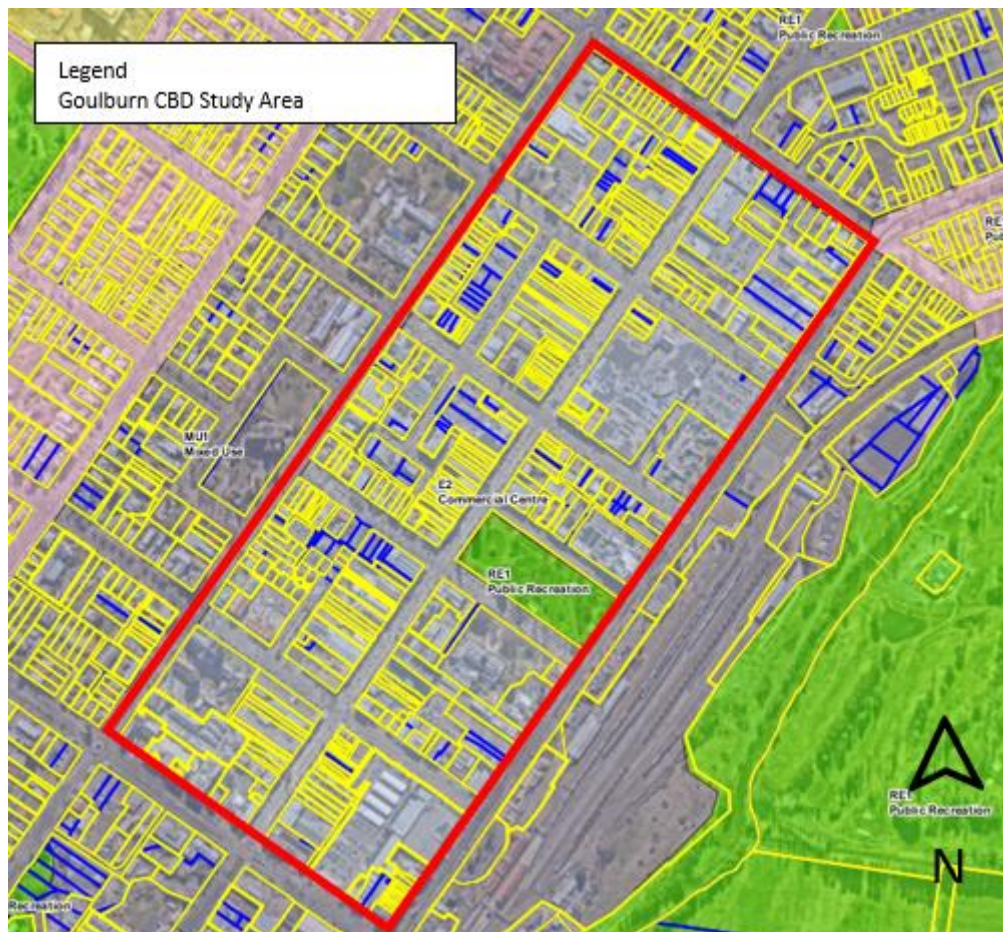 Legend
Goulburn CBD Study Area
RE1
Public Recreation
MU1
Mixed Use
E2
Commercial Centre
RE1
Public Recreation
RE1
Public Recreation
N
Recreation